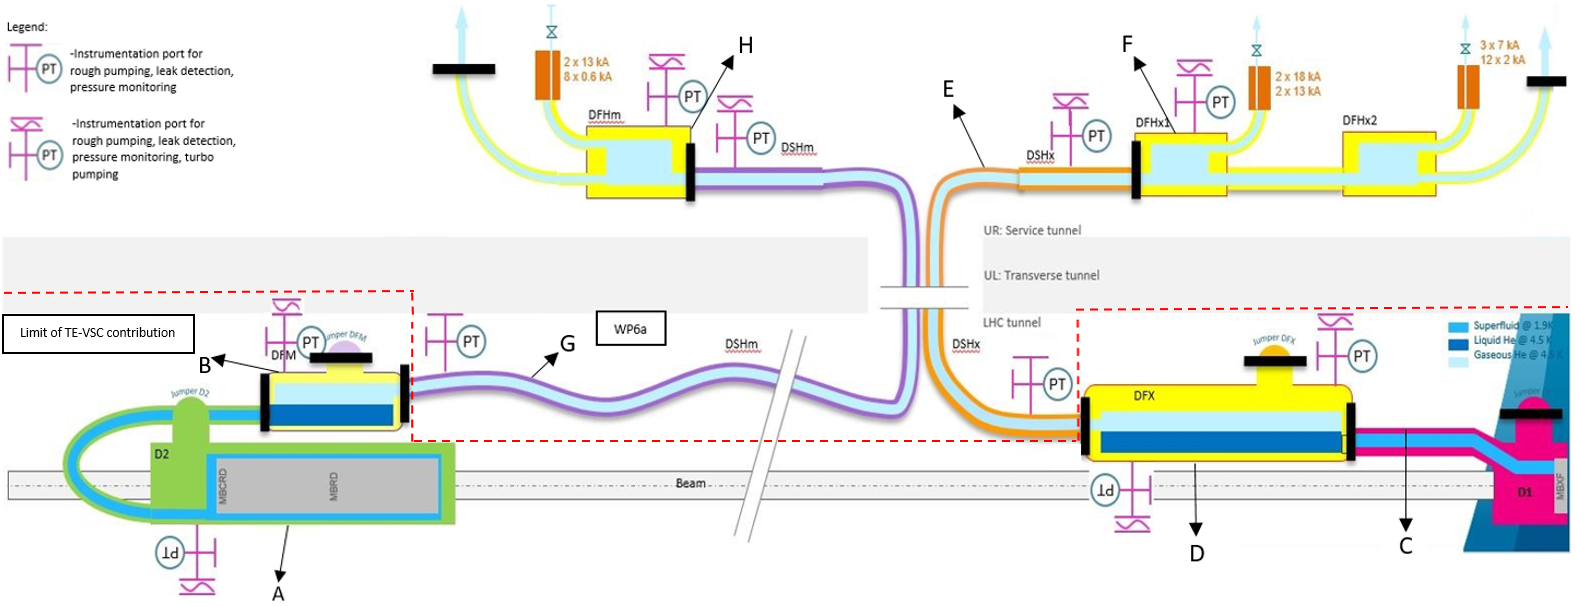 Legend:
PT
-Instrumentation port for
rough pumping, leak detection,
pressure monitoring
PT
-Instrumentation port for
rough pumping, leak detection,
pressure monitoring, turbo
pumping
2 x 13 kA
8 x 0.6 kA
H
F
3 x 7 kA
12 x 2 kA
2 x 18 kA
2 x 13 kA
E
PT
PT
DFHm
DFHx1
DFHx2
PT
DSHm
PT
DSHx
UR: Service tunnel
UL: Transverse tunnel
LHC tunnel
Limit of TE-VSC contribution
WP6a
PT
Jumper DFM
DFM
PT
B
G
DSHm
DSHx
PT
Jumper DFX
PT
Superfluid @ 1.9K
Liquid He @ 4.5 K
Gaseous He @ 4.5 K
Jumper D2
DFX
Jumper
D2
MBCRD
MBRD
Beam
PT
D1
MBXF
PT
A
D
C